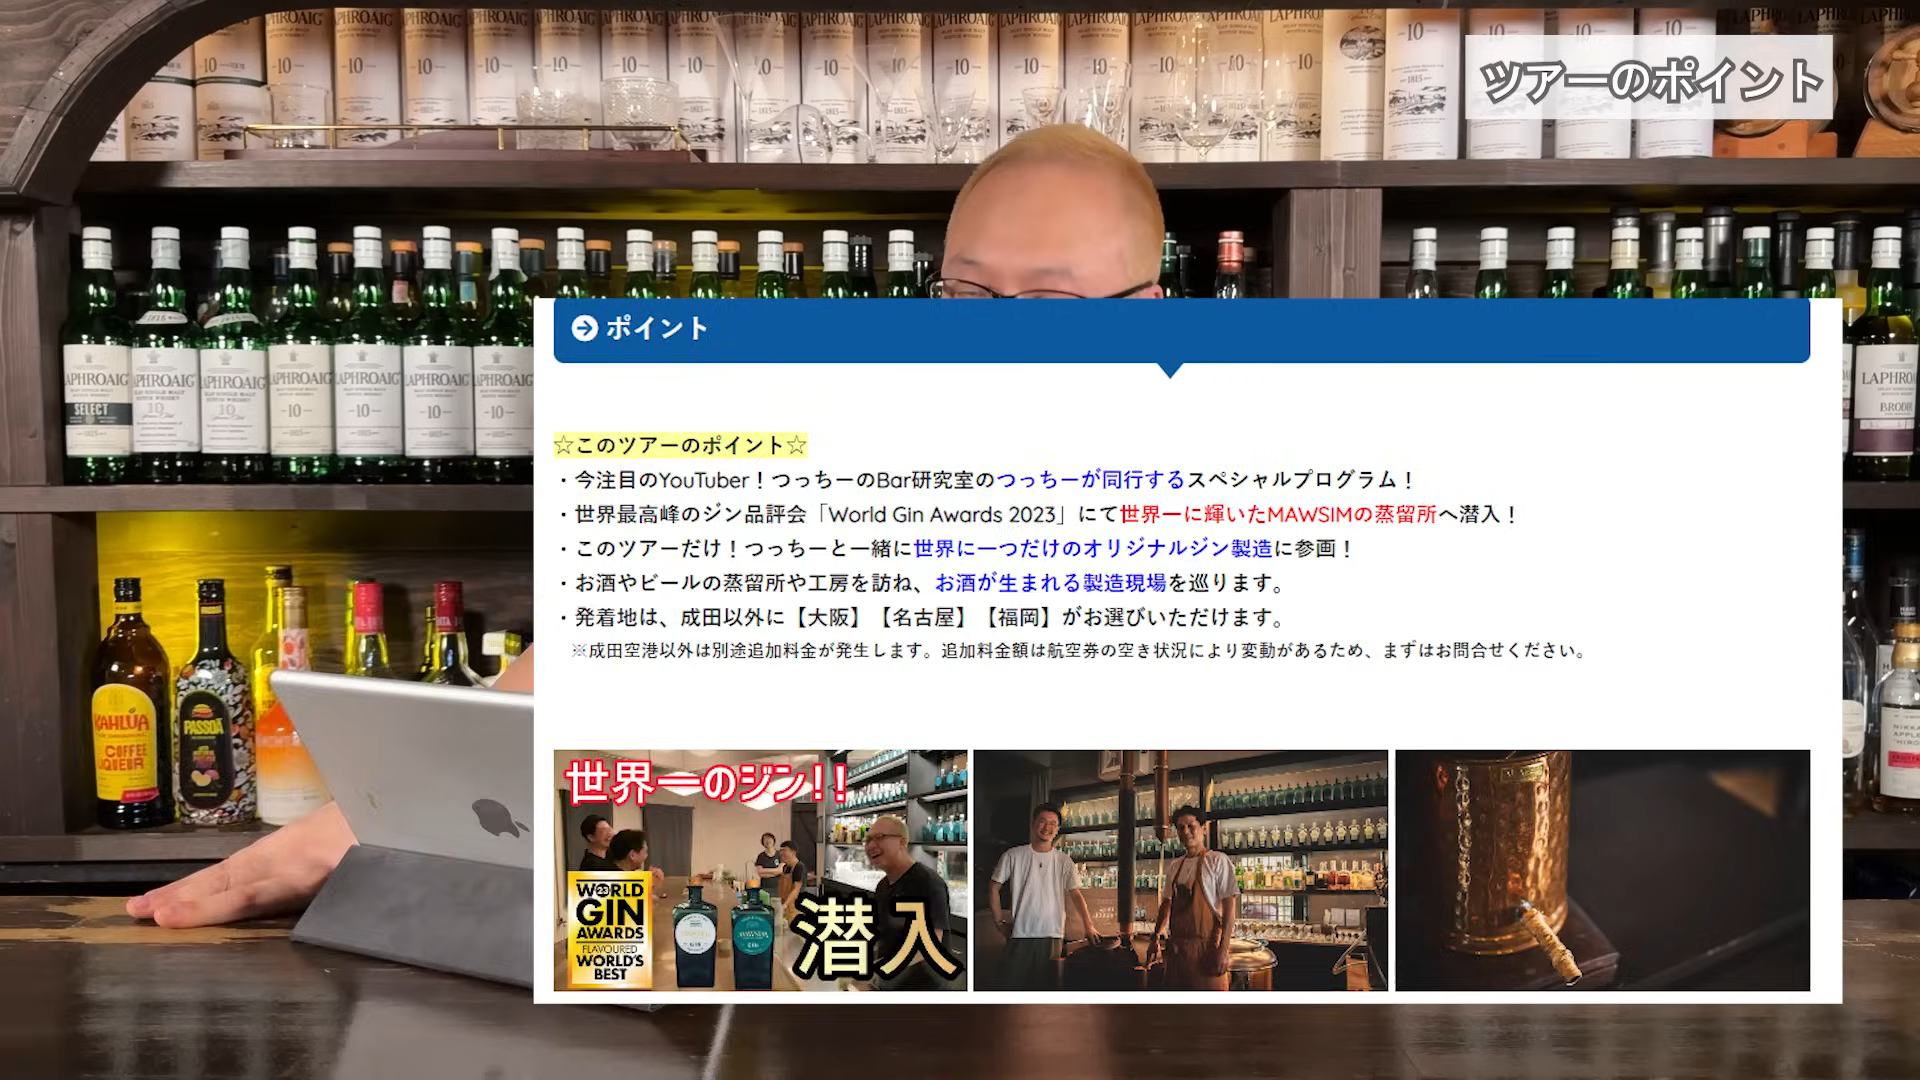 ツアーのポイント
ポイント
☆このツアーのポイント☆
・今注目のYouTuber！つっちーのBar研究室のつっちーが同行するスペシャルプログラム！
・世界最高峰のジン品評会「World Gin Awards 2023」にて世界一に輝いたMAWSIMの蒸留所へ潜入！
・このツアーだけ！つっちーと一緒に世界に一つだけのオリジナルジン製造に参画！
・お酒やビールの蒸留所や工房を訪ね、お酒が生まれる製造現場を巡ります。
・発着地は、成田以外に【大阪】【名古屋】【福岡】がお選びいただけます。
※成田空港以外は別途追加料金が発生します。追加料金額は航空券の空き状況により変動があるため、まずはお問合せください。
世界一のジン!!
WORLD
GIN
AWARDS
FLAVOURED
WORLD'S
BEST
潜入
LAPHROAIG
10
SELECT
KAHLÚA
COFFEE
LIQUEUR
PASSOÃ